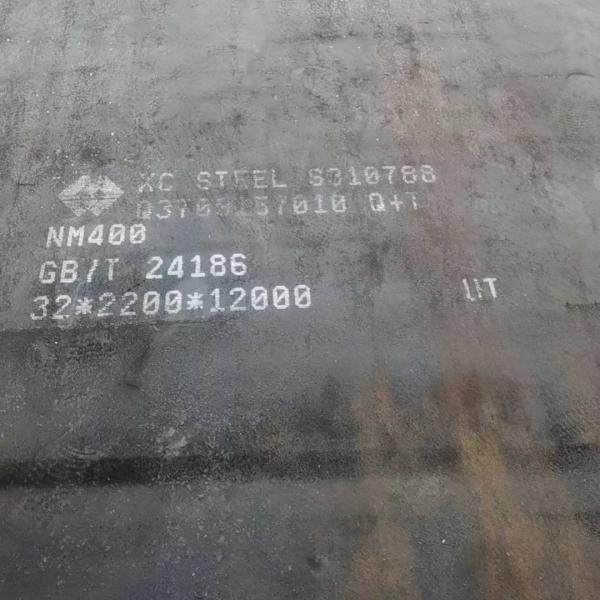 XC STEEL S310788
Q+T
NM400
GB/T 24186
32*2200*12000
UT